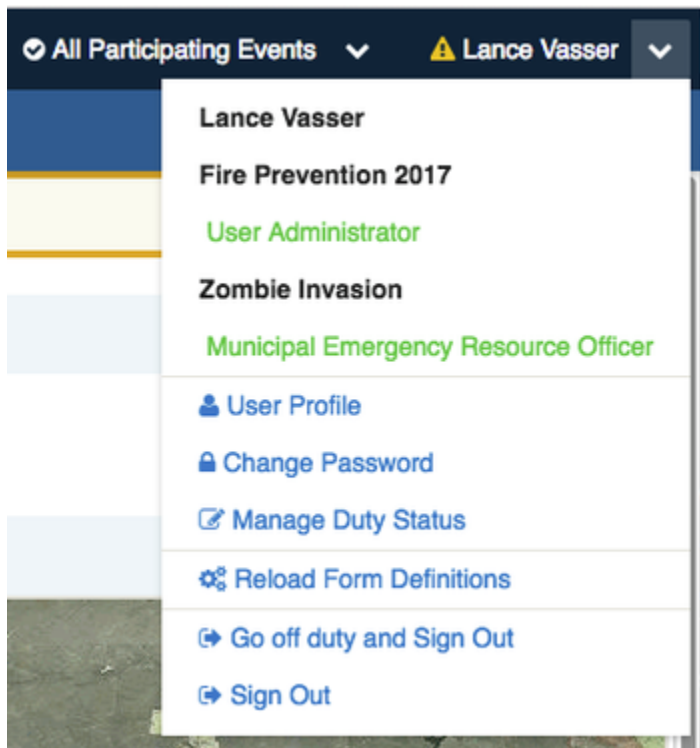 All Participating Events
Lance Vasser
Lance Vasser
Fire Prevention 2017
User Administrator
Zombie Invasion
Municipal Emergency Resource Officer
User Profile
Change Password
Manage Duty Status
Reload Form Definitions
Go off duty and Sign Out
Sign Out